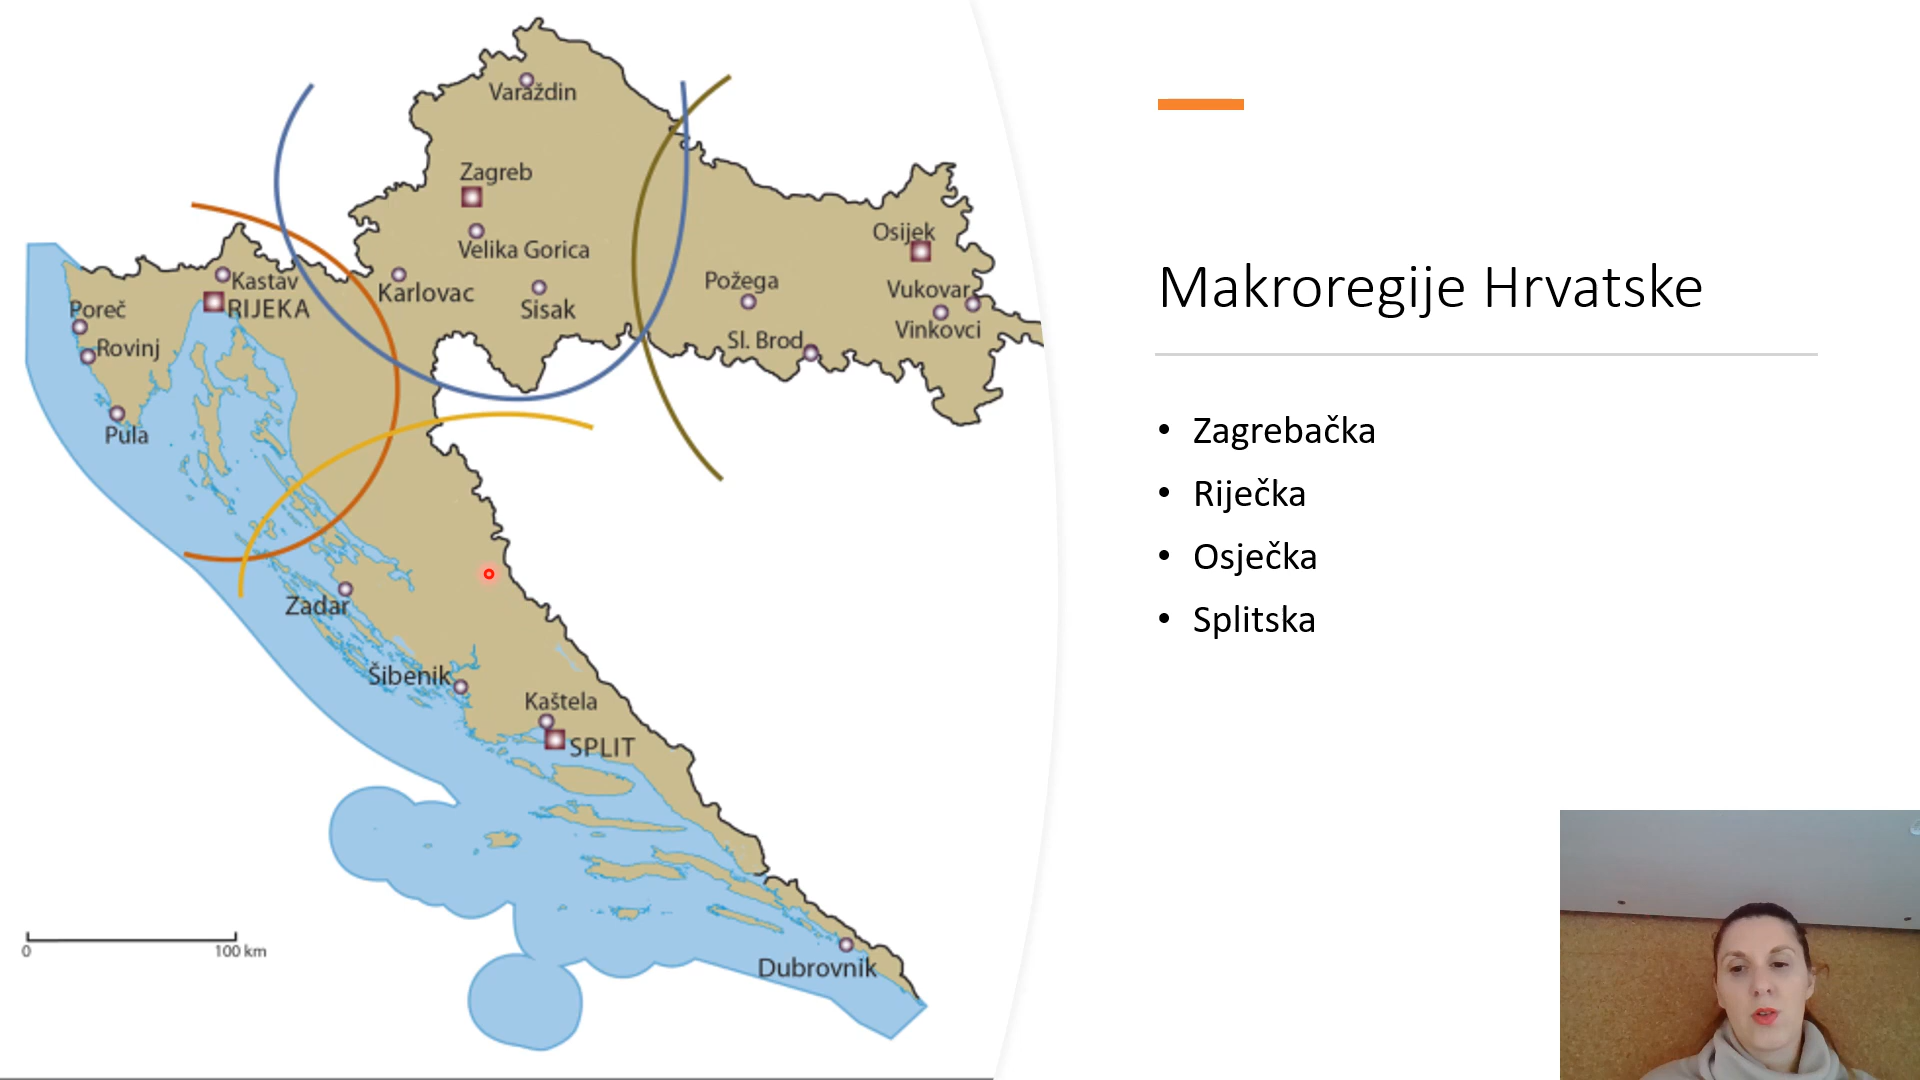 Varaždin
Zagreb
Velika Gorica
Karlovac
Sisak
Kastav
RIJEKA
Poreč
Rovinj
Pula
Osijek
Požega
Vukovar
Vinkovci
Sl. Brod
Zadar
Šibenik
Kaštela
SPLIT
Dubrovnik
0 100 km
Makroregije Hrvatske
• Zagrebačka
• Riječka
• Osječka
• Splitska